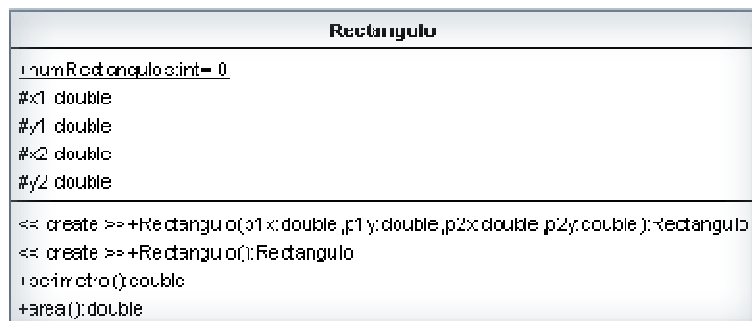 Rectangulo
+numRectangulos:int= 0
#x1 double
#y1 double
#x2 double
#y2 double
<< create >>+Rectangulo(p1x:double,p1y:double,p2x:double,p2y:double):Rectangulo
<< create >>+Rectangulo():Rectangulo
+perimetro():double
+area():double